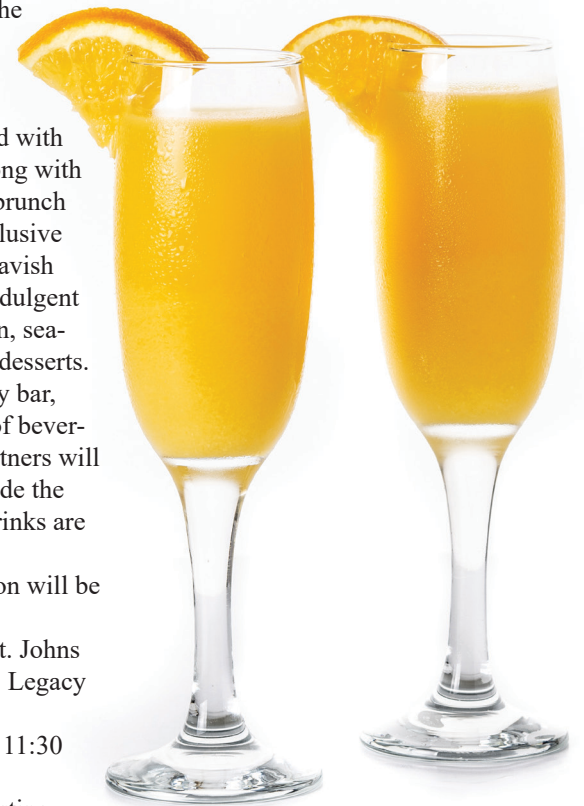 he
d with
ng with
brunch
lusive
avish
dulgent
n, sea-
desserts.
y bar,
of bever-
tners will
de the
rinks are
on will be
t. Johns
Legacy
11:30